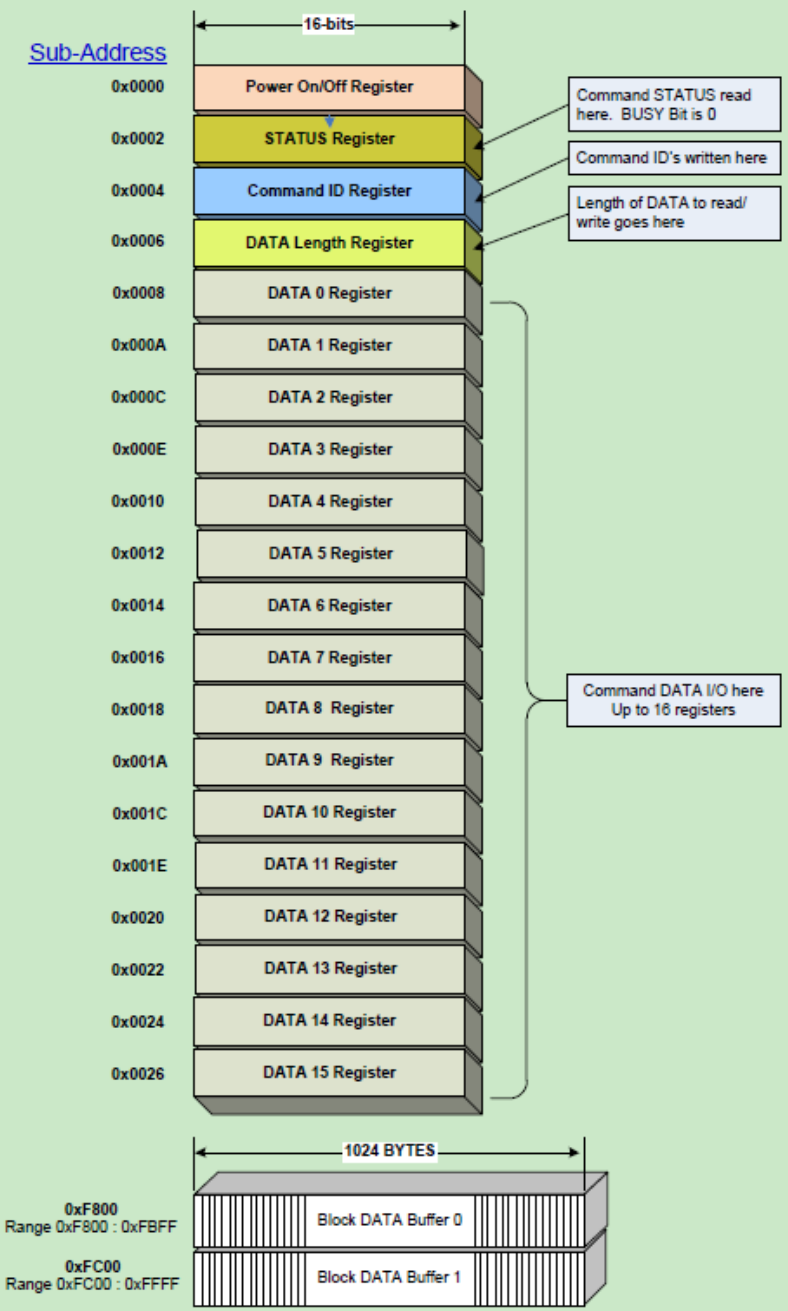 16-bits
Sub-Address
0x0000
Power On/Off Register
Command STATUS read
here. BUSY Bit is 0
0x0002
STATUS Register
Command ID's written here
0x0004
Command ID Register
Length of DATA to read/
write goes here
0x0006
DATA Length Register
0x0008
DATA 0 Register
0x000A
DATA 1 Register
0x000C
DATA 2 Register
0x000E
DATA 3 Register
0x0010
DATA 4 Register
0x0012
DATA 5 Register
0x0014
DATA 6 Register
0x0016
DATA 7 Register
Command DATA I/O here
Up to 16 registers
0x0018
DATA 8 Register
0x001A
DATA 9 Register
0x001C
DATA 10 Register
0x001E
DATA 11 Register
0x0020
DATA 12 Register
0x0022
DATA 13 Register
0x0024
DATA 14 Register
0x0026
DATA 15 Register
1024 BYTES
0xF800
Range 0xF800 : 0xFBFF
Block DATA Buffer 0
0xFC00
Range 0xFC00 : 0xFFFF
Block DATA Buffer 1